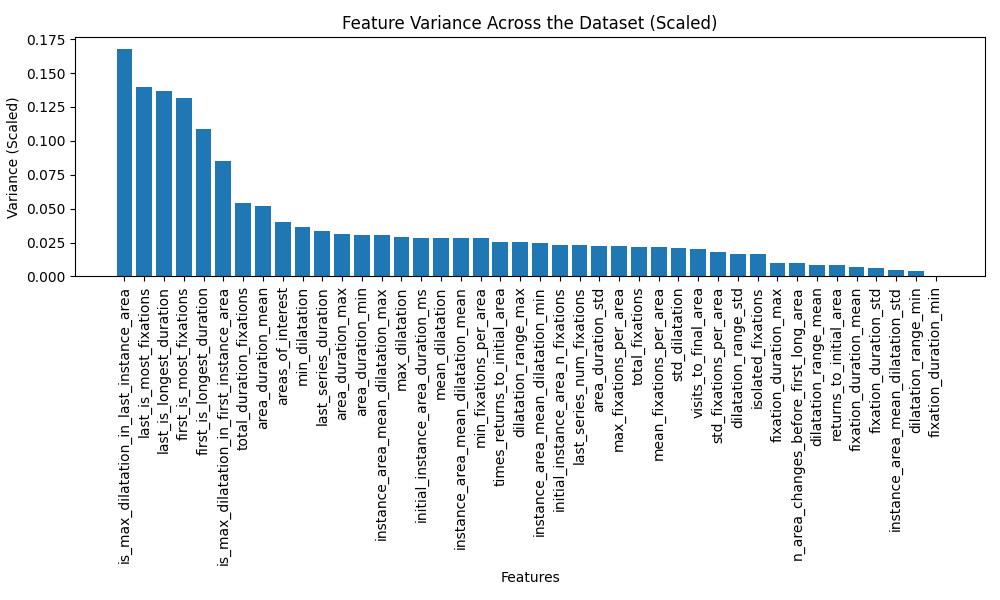 Feature Variance Across the Dataset (Scaled)
Variance (Scaled)
0.175
0.150
0.125
0.100
0.075
0.050
0.025
0.000
is_max_dilatation_in_last_instance_area
last_is_most_fixations
last_is_longest_duration
first_is_most_fixations
first_is_longest_duration
is_max_dilatation_in_first_instance_area
total_duration_fixations
area_duration_mean
areas_of_interest
min_dilatation
last_series_duration
area_duration_max
area_duration_min
instance_area_mean_dilatation_max
max_dilatation
initial_instance_area_duration_ms
mean_dilatation
instance_area_mean_dilatation_mean
min_fixations_per_area
times_returns_to_initial_area
dilatation_range_max
instance_area_mean_dilatation_min
initial_instance_area_n_fixations
last_series_num_fixations
area_duration_std
max_fixations_per_area
total_fixations
mean_fixations_per_area
std_dilatation
visits_to_final_area
std_fixations_per_area
dilatation_range_std
isolated_fixations
fixation_duration_max
n_area_changes_before_first_long_area
dilatation_range_mean
returns_to_initial_area
fixation_duration_mean
fixation_duration_std
instance_area_mean_dilatation_std
dilatation_range_min
fixation_duration_min
Features